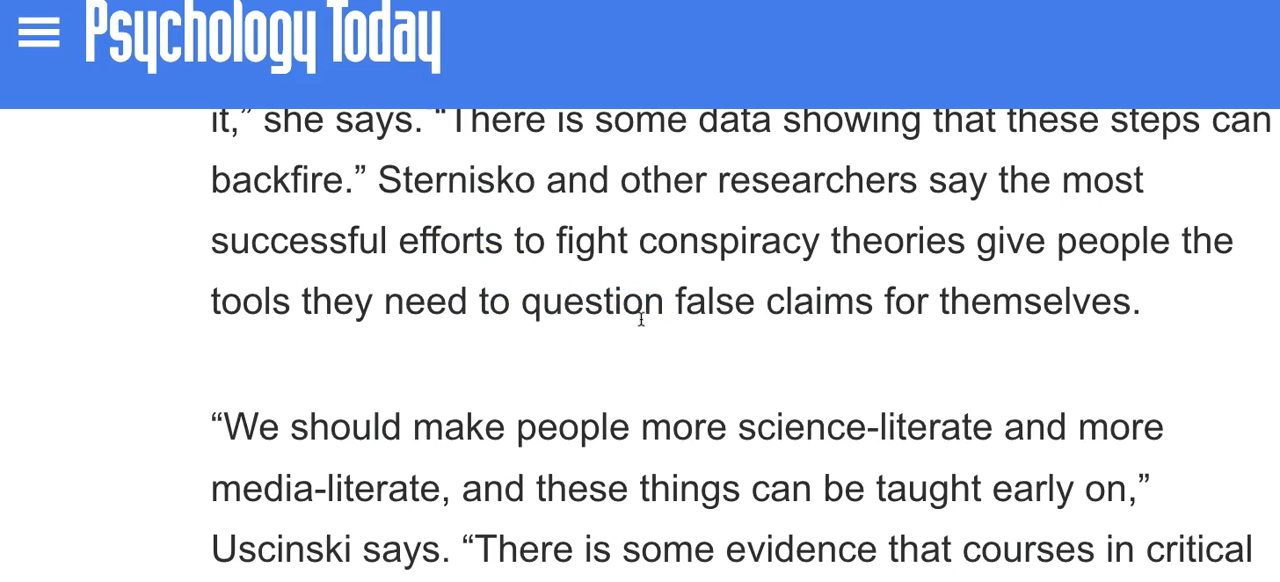 Psychology Today
it,” she says. “There is some data showing that these steps can
backfire.” Sternisko and other researchers say the most
successful efforts to fight conspiracy theories give people the
tools they need to question false claims for themselves.
“We should make people more science-literate and more
media-literate, and these things can be taught early on,”
Uscinski says. “There is some evidence that courses in critical